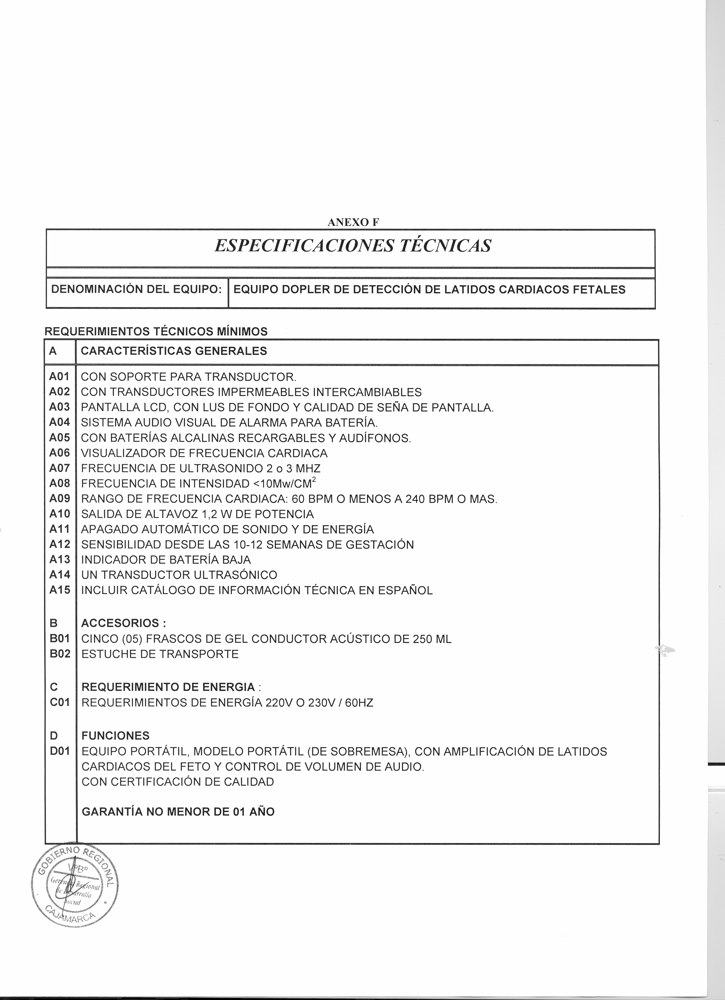 ANEXO F
ESPECIFICACIONES TÉCNICAS
DENOMINACIÓN DEL EQUIPO: EQUIPO DOPLER DE DETECCIÓN DE LATIDOS CARDIACOS FETALES
REQUERIMIENTOS TÉCNICOS MÍNIMOS
A CARACTERÍSTICAS GENERALES
A01 CON SOPORTE PARA TRANSDUCTOR.
A02 CON TRANSDUCTORES IMPERMEABLES INTERCAMBIABLES
A03 PANTALLA LCD, CON LUS DE FONDO Y CALIDAD DE SEÑA DE PANTALLA.
A04 SISTEMA AUDIO VISUAL DE ALARMA PARA BATERÍA.
A05 CON BATERÍAS ALCALINAS RECARGABLES Y AUDÍFONOS.
A06 VISUALIZADOR DE FRECUENCIA CARDIACA
A07 FRECUENCIA DE ULTRASONIDO 2 o 3 MHZ
A08 FRECUENCIA DE INTENSIDAD <10Mw/CM²
A09 RANGO DE FRECUENCIA CARDIACA: 60 BPM O MENOS A 240 BPM O MAS.
A10 SALIDA DE ALTAVOZ 1,2 W DE POTENCIA
A11 APAGADO AUTOMÁTICO DE SONIDO Y DE ENERGÍA
A12 SENSIBILIDAD DESDE LAS 10-12 SEMANAS DE GESTACIÓN
A13 INDICADOR DE BATERÍA BAJA
A14 UN TRANSDUCTOR ULTRASÓNICO
A15 INCLUIR CATÁLOGO DE INFORMACIÓN TÉCNICA EN ESPAÑOL
B ACCESORIOS :
B01 CINCO (05) FRASCOS DE GEL CONDUCTOR ACÚSTICO DE 250 ML
B02 ESTUCHE DE TRANSPORTE
C REQUERIMIENTO DE ENERGIA :
C01 REQUERIMIENTOS DE ENERGÍA 220V O 230V / 60HZ
D FUNCIONES
D01 EQUIPO PORTÁTIL, MODELO PORTÁTIL (DE SOBREMESA), CON AMPLIFICACIÓN DE LATIDOS
CARDIACOS DEL FETO Y CONTROL DE VOLUMEN DE AUDIO.
CON CERTIFICACIÓN DE CALIDAD
GARANTÍA NO MENOR DE 01 AÑO
GOBIERNO REGIONAL
VºBº
Gerencia Regional
de Desarrollo
Social
CAJAMARCA